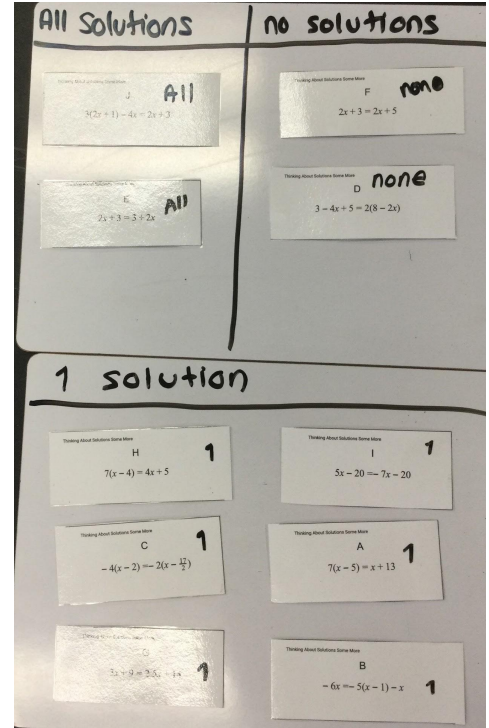 All Solutions
J All
3(2x + 1) − 4x = 2x + 3
E All
2x + 3 = 3 + 2x
no solutions
Thinking About Solutions Some More
F none
2x + 3 = 2x + 5
Thinking About Solutions Some More
D none
3 − 4x + 5 = 2(8 − 2x)
1 solution
Thinking About Solutions Some More
H 1
7(x − 4) = 4x + 5
Thinking About Solutions Some More
I 1
5x − 20 = − 7x − 20
Thinking About Solutions Some More
C 1
− 4(x − 2) = − 2(x − 17/2)
Thinking About Solutions Some More
A 1
7(x − 5) = x + 13
G
1
Thinking About Solutions Some More
B
− 6x = − 5(x − 1) − x 1